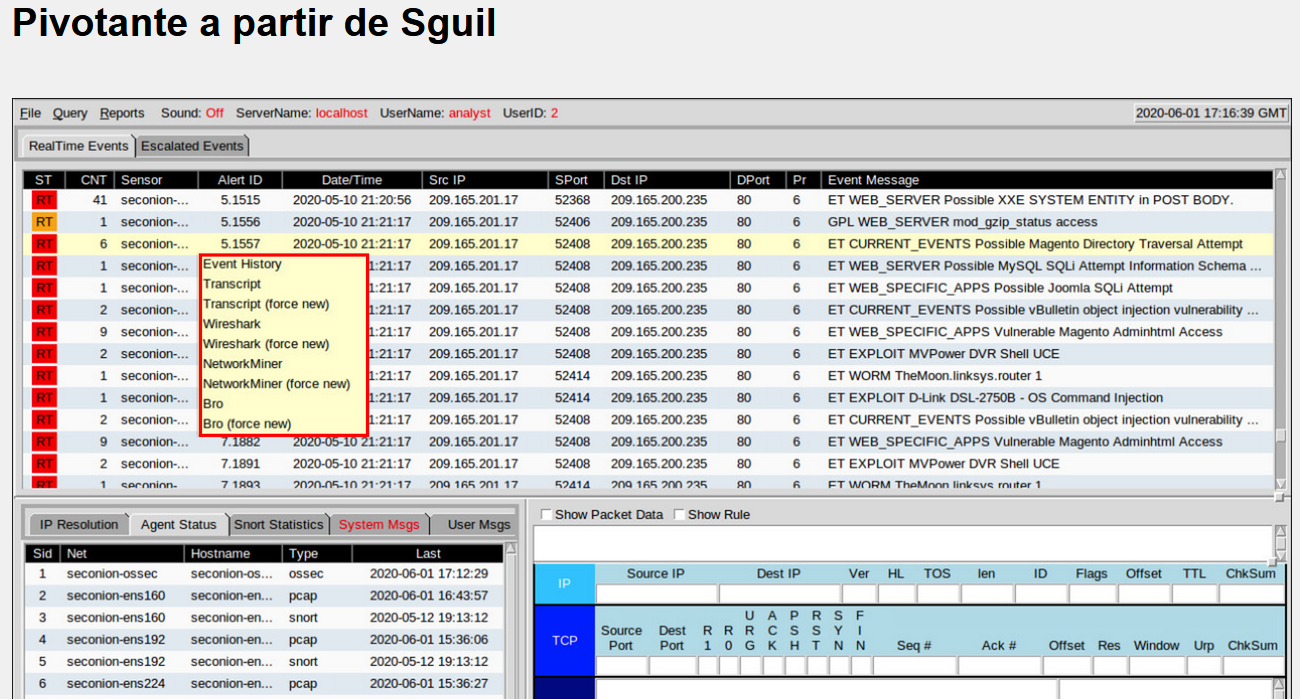 Pivotante a partir de Sguil
File Query Reports Sound: Off ServerName: localhost UserName: analyst UserID: 2 2020-06-01 17:16:39 GMT
RealTime Events Escalated Events
ST CNT Sensor Alert ID Date/Time Src IP SPort Dst IP DPort Pr Event Message
RT 41 seconion-... 5.1515 2020-05-10 21:20:56 209.165.201.17 52368 209.165.200.235 80 6 ET WEB_SERVER Possible XXE SYSTEM ENTITY in POST BODY.
RT 1 seconion-... 5.1556 2020-05-10 21:21:17 209.165.201.17 52406 209.165.200.235 80 6 GPL WEB_SERVER mod_gzip_status access
RT 6 seconion-... 5.1557 2020-05-10 21:21:17 209.165.201.17 52408 209.165.200.235 80 6 ET CURRENT_EVENTS Possible Magento Directory Traversal Attempt
RT 1 seconion-... 1:21:17 209.165.201.17 52408 209.165.200.235 80 6 ET WEB_SERVER Possible MySQL SQLi Attempt Information Schema ...
RT 1 seconion-... 1:21:17 209.165.201.17 52408 209.165.200.235 80 6 ET WEB_SPECIFIC_APPS Possible Joomla SQLi Attempt
RT 2 seconion-... 1:21:17 209.165.201.17 52408 209.165.200.235 80 6 ET CURRENT_EVENTS Possible vBulletin object injection vulnerability ...
RT 9 seconion-... 1:21:17 209.165.201.17 52408 209.165.200.235 80 6 ET WEB_SPECIFIC_APPS Vulnerable Magento Adminhtml Access
RT 2 seconion-... 1:21:17 209.165.201.17 52408 209.165.200.235 80 6 ET EXPLOIT MVPower DVR Shell UCE
RT 1 seconion-... 1:21:17 209.165.201.17 52414 209.165.200.235 80 6 ET WORM TheMoon.linksys.router 1
RT 1 seconion-... 1:21:17 209.165.201.17 52414 209.165.200.235 80 6 ET EXPLOIT D-Link DSL-2750B - OS Command Injection
RT 2 seconion-... 1:21:17 209.165.201.17 52408 209.165.200.235 80 6 ET CURRENT_EVENTS Possible vBulletin object injection vulnerability ...
RT 9 seconion-... 7.1882 2020-05-10 21:21:17 209.165.201.17 52408 209.165.200.235 80 6 ET WEB_SPECIFIC_APPS Vulnerable Magento Adminhtml Access
RT 2 seconion-... 7.1891 2020-05-10 21:21:17 209.165.201.17 52408 209.165.200.235 80 6 ET EXPLOIT MVPower DVR Shell UCE
RT 1 seconion- 7.1893 2020-05-10 21:21:17 209.165.201.17 52414 209.165.200.235 80 6 ET WORM TheMoon.linksys.router 1
Event History
Transcript
Transcript (force new)
Wireshark
Wireshark (force new)
NetworkMiner
NetworkMiner (force new)
Bro
Bro (force new)
IP Resolution Agent Status Snort Statistics System Msgs User Msgs
Sid Net Hostname Type Last
1 seconion-ossec seconion-os... ossec 2020-06-01 17:12:29
2 seconion-ens160 seconion-en... pcap 2020-06-01 16:43:57
3 seconion-ens160 seconion-en... snort 2020-05-12 19:13:12
4 seconion-ens192 seconion-en... pcap 2020-06-01 15:36:06
5 seconion-ens192 seconion-en... snort 2020-05-12 19:13:12
6 seconion-ens224 seconion-en... pcap 2020-06-01 15:36:27
Show Packet Data Show Rule
IP Source IP Dest IP Ver HL TOS len ID Flags Offset TTL ChkSum
TCP Source Port Dest Port R1 R0 URG ACK PSH RST SYN FIN Seq # Ack # Offset Res Window Urp ChkSum